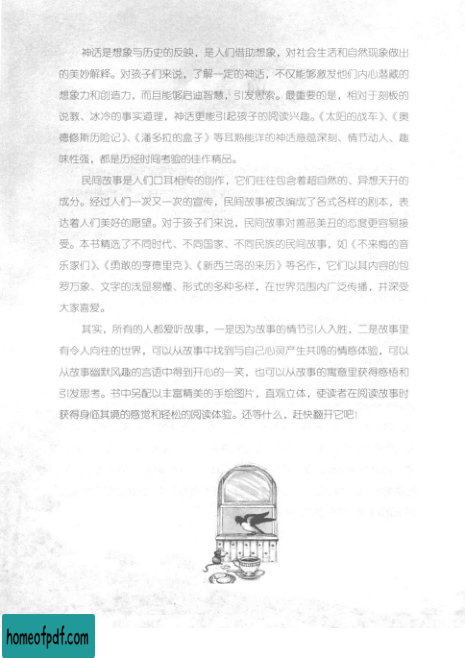 神话是想象与历史的反映，是人们借助想象，对社会生活和自然现象做出
的美妙解释。对孩子们来说，了解一定的神话，不仅能够激发他们内心潜藏的
想象力和创造力，而且能够启迪智慧，引发思索。最重要的是，相对于刻板的
说教、冰冷的事实道理，神话更能引起孩子的阅读兴趣。《太阳的战车》、《奥
德修斯历险记》、《潘多拉的盒子》等耳熟能详的神话意蕴深刻、情节动人、趣
味性强，都是历经时间考验的佳作精品。
民间故事是人们口耳相传的创作，它们往往包含着超自然的、异想天开的
成分。经过人们一次又一次的宣传，民间故事被改编成了各式各样的剧本，表
达着人们美好的愿望。对于孩子们来说，民间故事对善恶美丑的态度更容易接
受。本书精选了不同时代、不同国家、不同民族的民间故事，如《不来梅的音
乐家们》、《勇敢的亨德里克》、《新西兰岛的来历》等名作，它们以其内容的包
罗万象、文字的浅显易懂、形式的多种多样，在世界范围内广泛传播，并深受
大家喜爱。
其实，所有的人都爱听故事，一是因为故事的情节引人入胜，二是故事里
有令人向往的世界，可以从故事中找到与自己心灵产生共鸣的情感体验，可以
从故事幽默风趣的言语中得到开心的一笑，也可以从故事的寓意里获得感悟和
引发思考。书中另配以丰富精美的手绘图片，直观立体，使读者在阅读故事时
获得身临其境的感觉和轻松的阅读体验。还等什么，赶快翻开它吧！
homeofpdf.com